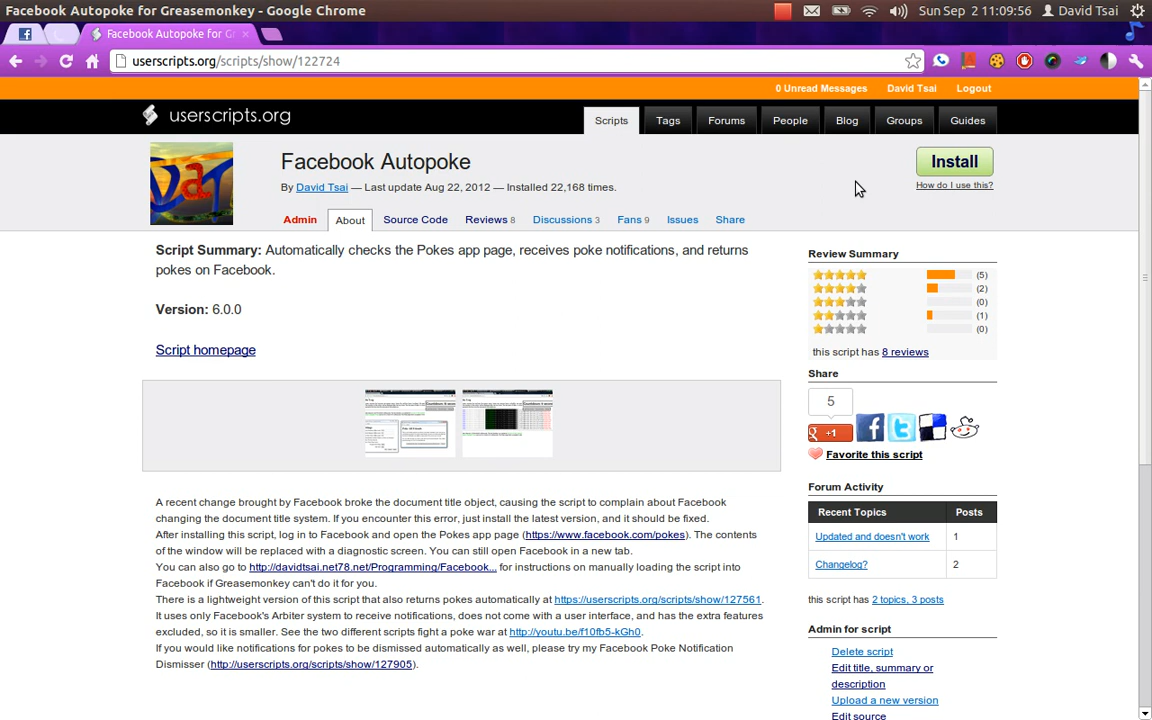 Facebook Autopoke for Greasemonkey - Google Chrome
Sun Sep 2 11:09:56
David Tsai
Facebook Autopoke for Gr
userscripts.org/scripts/show/122724
0 Unread Messages
David Tsai
Logout
userscripts.org
Scripts
Tags
Forums
People
Blog
Groups
Guides
Facebook Autopoke
Install
By David Tsai — Last update Aug 22, 2012 — Installed 22,168 times.
How do I use this?
Admin
About
Source Code
Reviews 8
Discussions 3
Fans 9
Issues
Share
Script Summary: Automatically checks the Pokes app page, receives poke notifications, and returns
pokes on Facebook.
Version: 6.0.0
Script homepage
A recent change brought by Facebook broke the document title object, causing the script to complain about Facebook
changing the document title system. If you encounter this error, just install the latest version, and it should be fixed.
After installing this script, log in to Facebook and open the Pokes app page (https://www.facebook.com/pokes). The contents
of the window will be replaced with a diagnostic screen. You can still open Facebook in a new tab.
You can also go to http://davidtsai.net78.net/Programming/Facebook... for instructions on manually loading the script into
Facebook if Greasemonkey can't do it for you.
There is a lightweight version of this script that also returns pokes automatically at https://userscripts.org/scripts/show/127561.
It uses only Facebook's Arbiter system to receive notifications, does not come with a user interface, and has the extra features
excluded, so it is smaller. See the two different scripts fight a poke war at http://youtu.be/f10fb5-kGh0.
If you would like notifications for pokes to be dismissed automatically as well, please try my Facebook Poke Notification
Dismisser (http://userscripts.org/scripts/show/127905).
Review Summary
(5)
(2)
(0)
(1)
(0)
this script has 8 reviews
Share
5
+1
Favorite this script
Forum Activity
Recent Topics Posts
Updated and doesn't work 1
Changelog? 2
this script has 2 topics, 3 posts
Admin for script
Delete script
Edit title, summary or
description
Upload a new version
Edit source